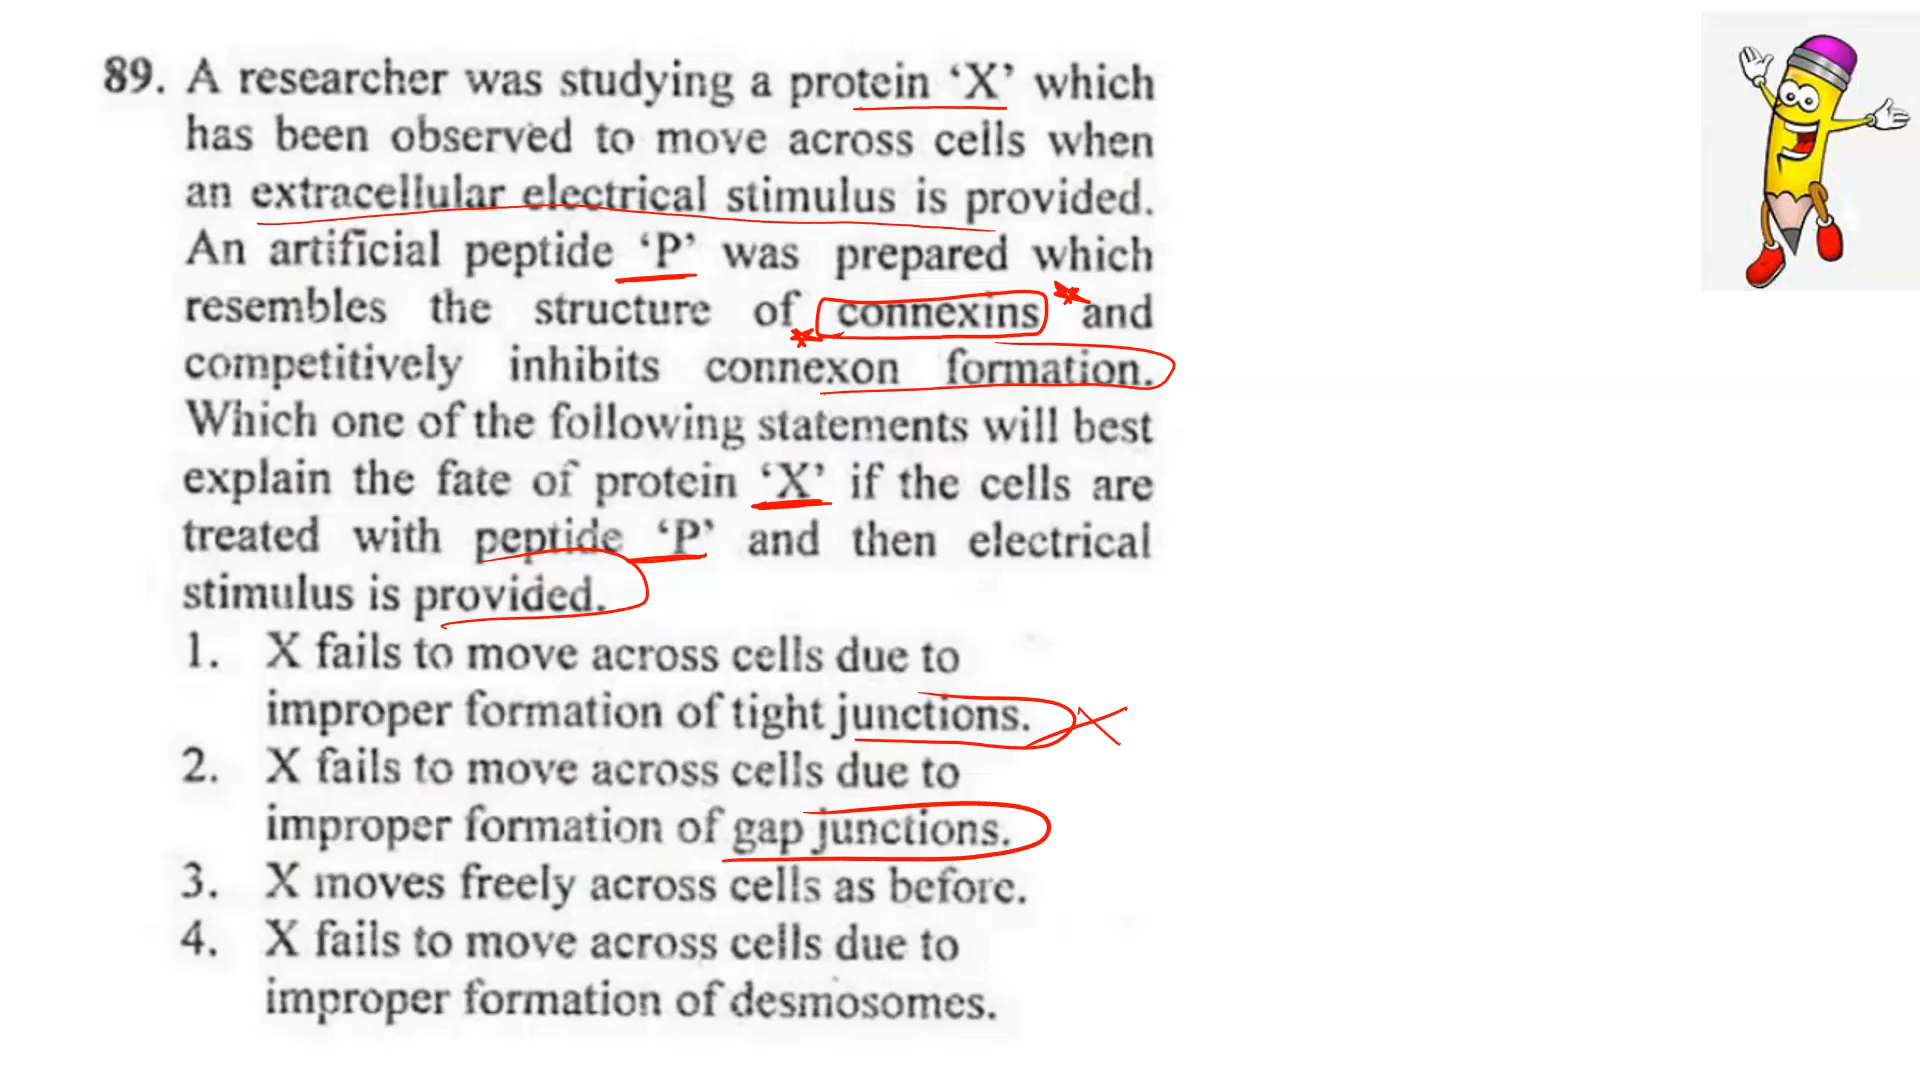 89. A researcher was studying a protein ‘X’ which
has been observed to move across cells when
an extracellular electrical stimulus is provided.
An artificial peptide ‘P’ was prepared which
resembles the structure of connexins and
competitively inhibits connexon formation.
Which one of the following statements will best
explain the fate of protein ‘X’ if the cells are
treated with peptide ‘P’ and then electrical
stimulus is provided.
1. X fails to move across cells due to
improper formation of tight junctions.
2. X fails to move across cells due to
improper formation of gap junctions.
3. X moves freely across cells as before.
4. X fails to move across cells due to
improper formation of desmosomes.